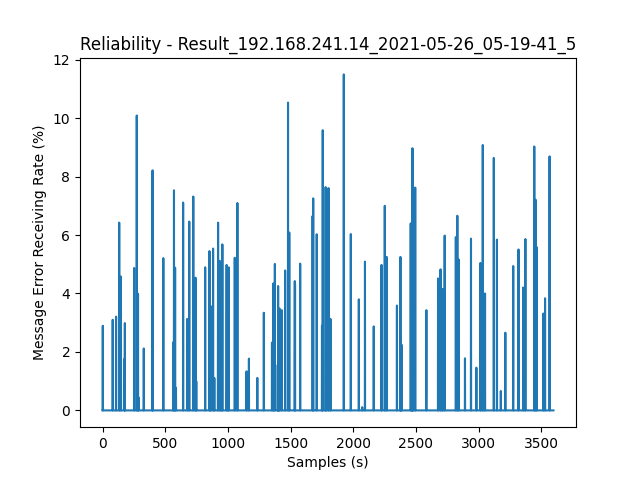 Reliability - Result_192.168.241.14_2021-05-26_05-19-41_5
12
10
8
6
4
2
0
Message Error Receiving Rate (%)
0 500 1000 1500 2000 2500 3000 3500
Samples (s)